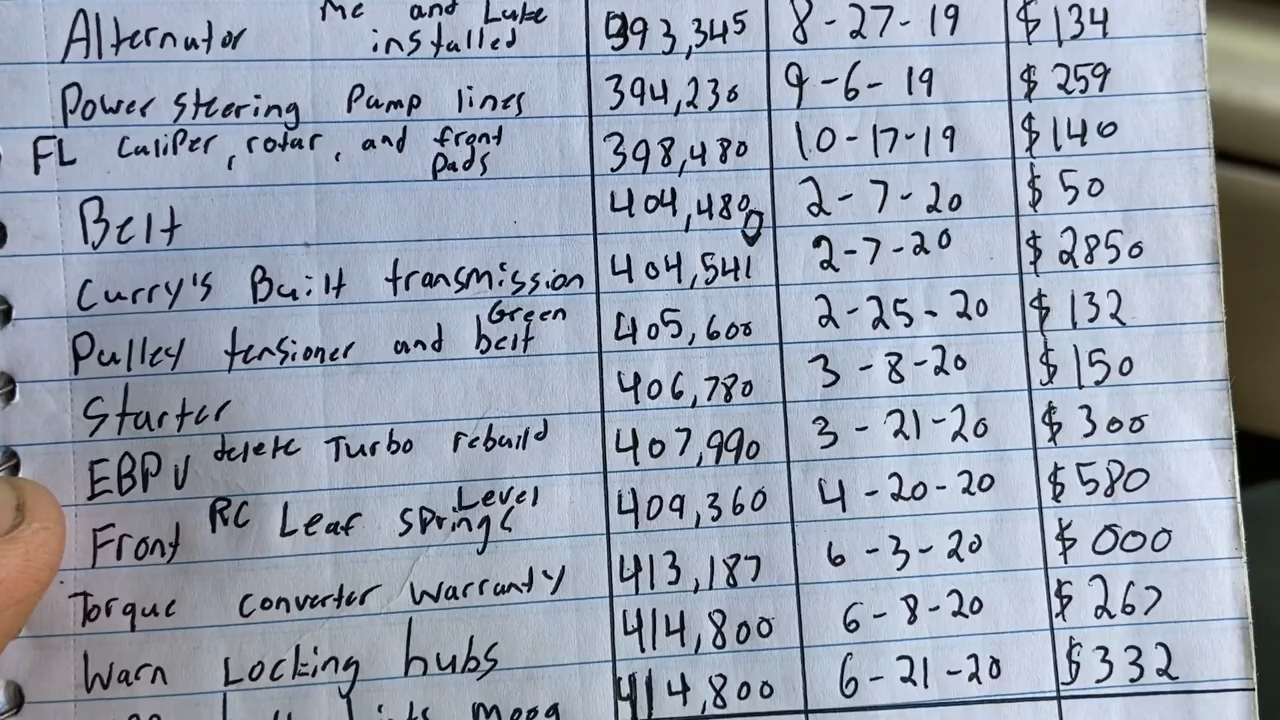 Alternator Me and Luke installed 393,345 8-27-19 $134
Power steering Pump lines 394,230 9-6-19 $259
FL Caliper, rotar, and front pads 398,480 10-17-19 $140
Belt 404,480 2-7-20 $50
Curry's Built transmission 404,541 2-7-20 $2850
Pulley tensioner and Green belt 405,600 2-25-20 $132
Starter 406,780 3-8-20 $150
EBPV delete Turbo rebuild 407,990 3-21-20 $300
Front RC Leaf springs Level 409,360 4-20-20 $580
Torque converter warranty 413,187 6-3-20 $000
Warn Locking hubs 414,800 6-8-20 $267
moog 414,800 6-21-20 $332